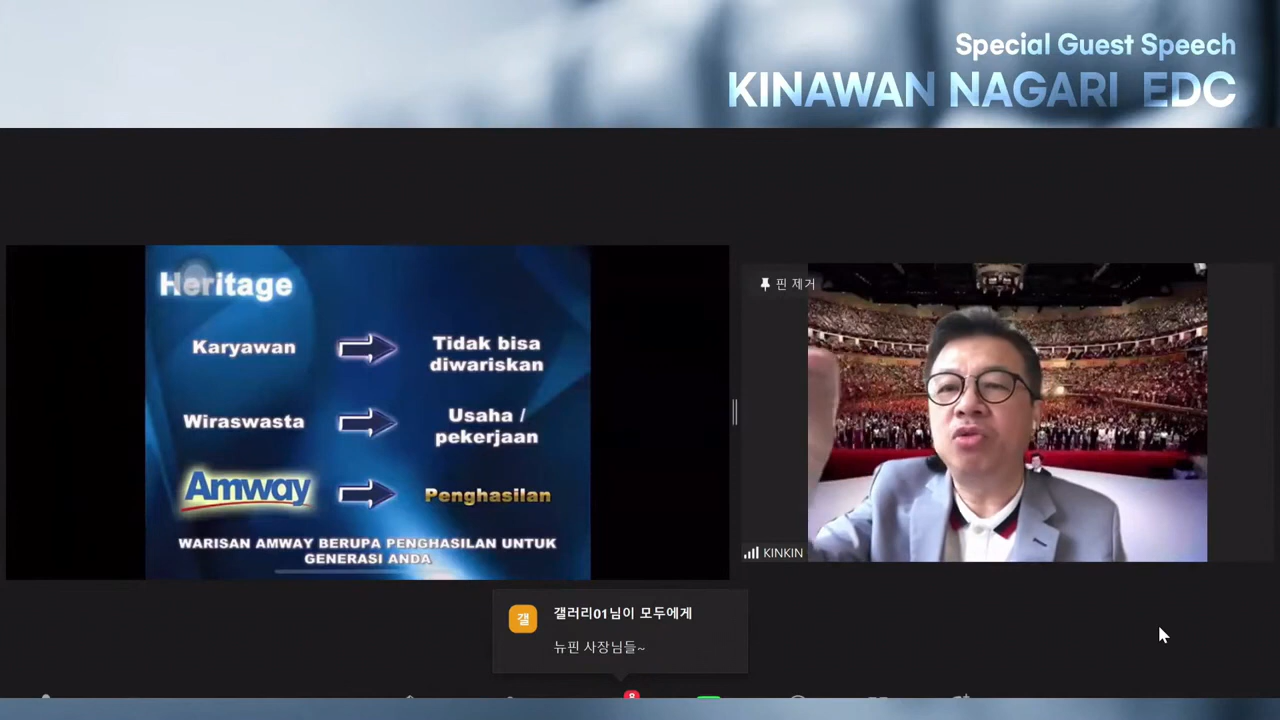 Special Guest Speech
KINAWAN NAGARI EDC
Heritage
Karyawan
Tidak bisa
diwariskan
Wiraswasta
Usaha /
pekerjaan
Amway
Penghasilan
WARISAN AMWAY BERUPA PENGHASILAN UNTUK
GENERASI ANDA
핀 제거
KINKIN
갤
갤러리01님이 모두에게
뉴핀 사장님들~
8